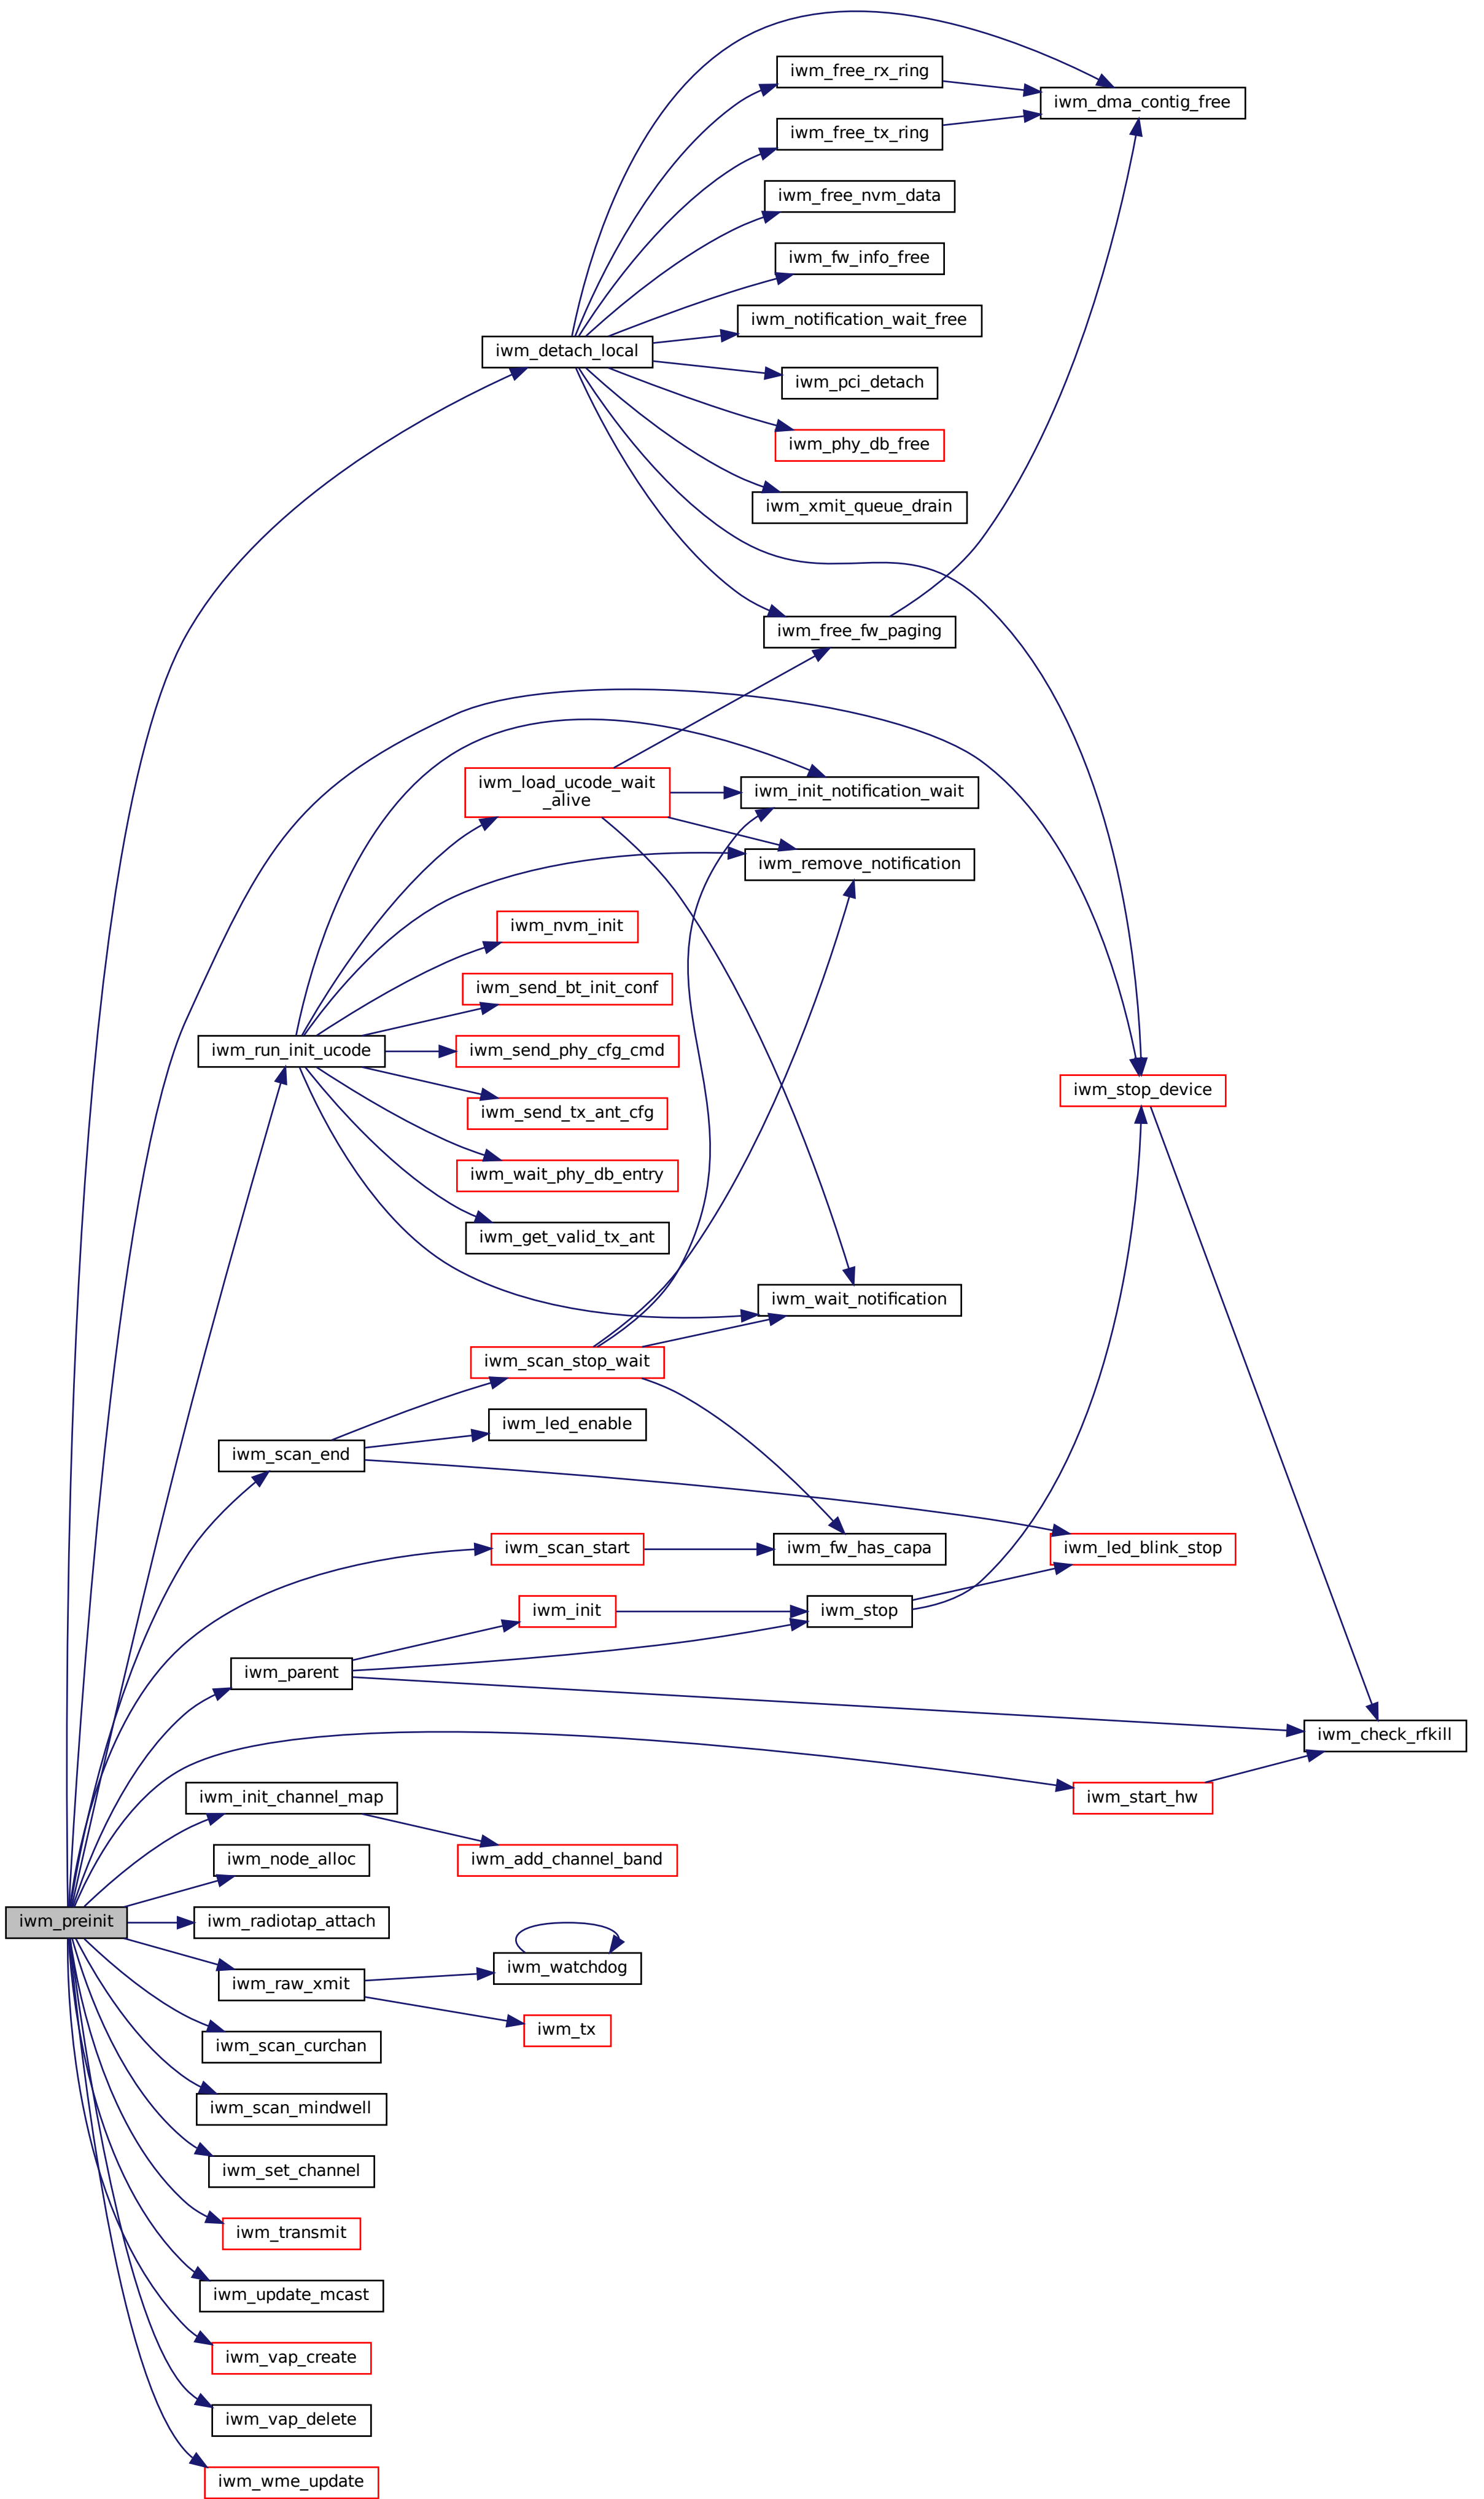 iwm_free_rx_ring
iwm_dma_contig_free
iwm_free_tx_ring
iwm_free_nvm_data
iwm_fw_info_free
iwm_notification_wait_free
iwm_detach_local
iwm_pci_detach
iwm_phy_db_free
iwm_xmit_queue_drain
iwm_free_fw_paging
iwm_load_ucode_wait
_alive
iwm_init_notification_wait
iwm_remove_notification
iwm_nvm_init
iwm_send_bt_init_conf
iwm_run_init_ucode
iwm_send_phy_cfg_cmd
iwm_stop_device
iwm_send_tx_ant_cfg
iwm_wait_phy_db_entry
iwm_get_valid_tx_ant
iwm_wait_notification
iwm_scan_stop_wait
iwm_led_enable
iwm_scan_end
iwm_scan_start
iwm_fw_has_capa
iwm_led_blink_stop
iwm_init
iwm_stop
iwm_parent
iwm_check_rfkill
iwm_init_channel_map
iwm_start_hw
iwm_node_alloc
iwm_add_channel_band
iwm_preinit
iwm_radiotap_attach
iwm_watchdog
iwm_raw_xmit
iwm_tx
iwm_scan_curchan
iwm_scan_mindwell
iwm_set_channel
iwm_transmit
iwm_update_mcast
iwm_vap_create
iwm_vap_delete
iwm_wme_update